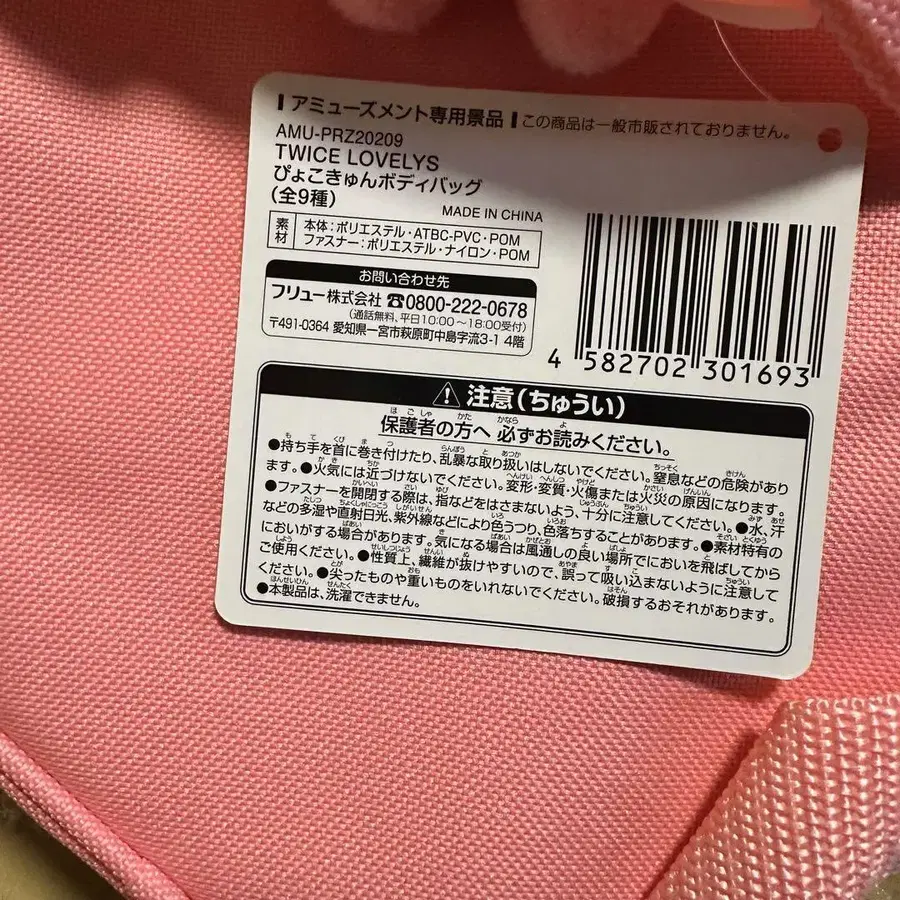 アミューズメント専用景品 この商品は一般市販されておりません。
AMU-PRZ20209
TWICE LOVELYS
ぴょこきゅんボディバッグ
(全9種)
MADE IN CHINA
素材
本体:ポリエステル・ATBC-PVC・POM
ファスナー:ポリエステル・ナイロン・POM
お問い合わせ先
フリュー株式会社 ☎0800-222-0678
(通話無料、平日10:00~18:00受付)
〒491-0364 愛知県一宮市萩原町中島字流3-1 4階
4 582702 301693
⚠注意(ちゅうい)
保護者の方へ 必ずお読みください。
●持ち手を首に巻き付けたり、乱暴な取り扱いはしないでください。窒息などの危険があり
ます。●火気には近づけないでください。変形・変質・火傷または火災の原因になります。
●ファスナーを開閉する際は、指などをはさまないよう、十分に注意してください。●水、汗
などの多湿や直射日光、紫外線などにより色うつり、色落ちすることがあります。●素材特有の
においがする場合があります。気になる場合は風通しの良い場所でにおいを飛ばしてから
ご使用ください。●性質上、繊維が抜けやすいので、誤って吸い込まないように注意して
ください。●尖ったものや重いものをいれないでください。破損するおそれがあります。
●本製品は、洗濯できません。